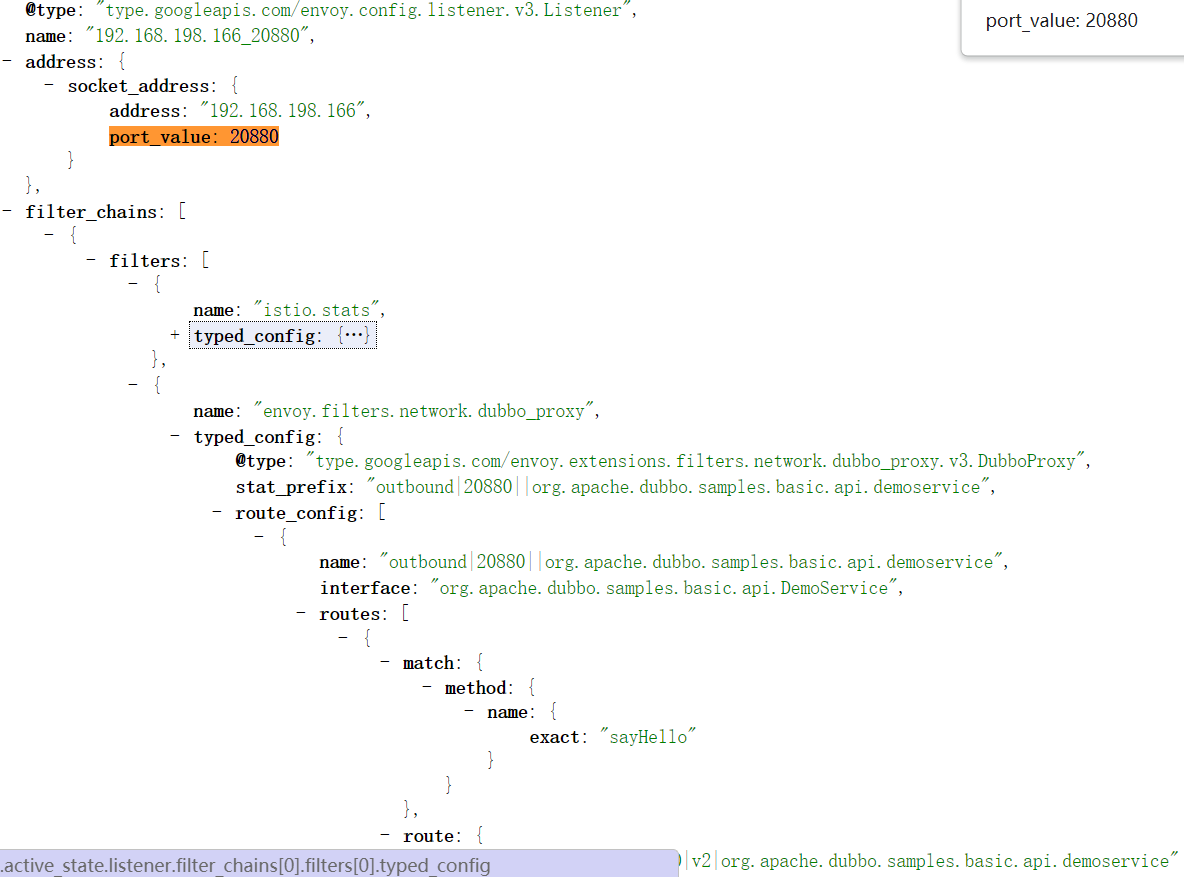 @type: "type.googleapis.com/envoy.config.listener.v3.Listener",
port_value: 20880
name: "192.168.198.166_20880",
- address: {
- socket_address: {
address: "192.168.198.166",
port_value: 20880
}
},
- filter_chains: [
- {
- filters: [
- {
name: "istio.stats",
+ typed_config: {…}
},
- {
name: "envoy.filters.network.dubbo_proxy",
- typed_config: {
@type: "type.googleapis.com/envoy.extensions.filters.network.dubbo_proxy.v3.DubboProxy",
stat_prefix: "outbound|20880||org.apache.dubbo.samples.basic.api.demoservice",
- route_config: [
- {
name: "outbound|20880||org.apache.dubbo.samples.basic.api.demoservice",
interface: "org.apache.dubbo.samples.basic.api.DemoService",
- routes: [
- {
- match: {
- method: {
- name: {
exact: "sayHello"
}
}
},
- route: {
|v2|org.apache.dubbo.samples.basic.api.demoservice"
.active_state.listener.filter_chains[0].filters[0].typed_config